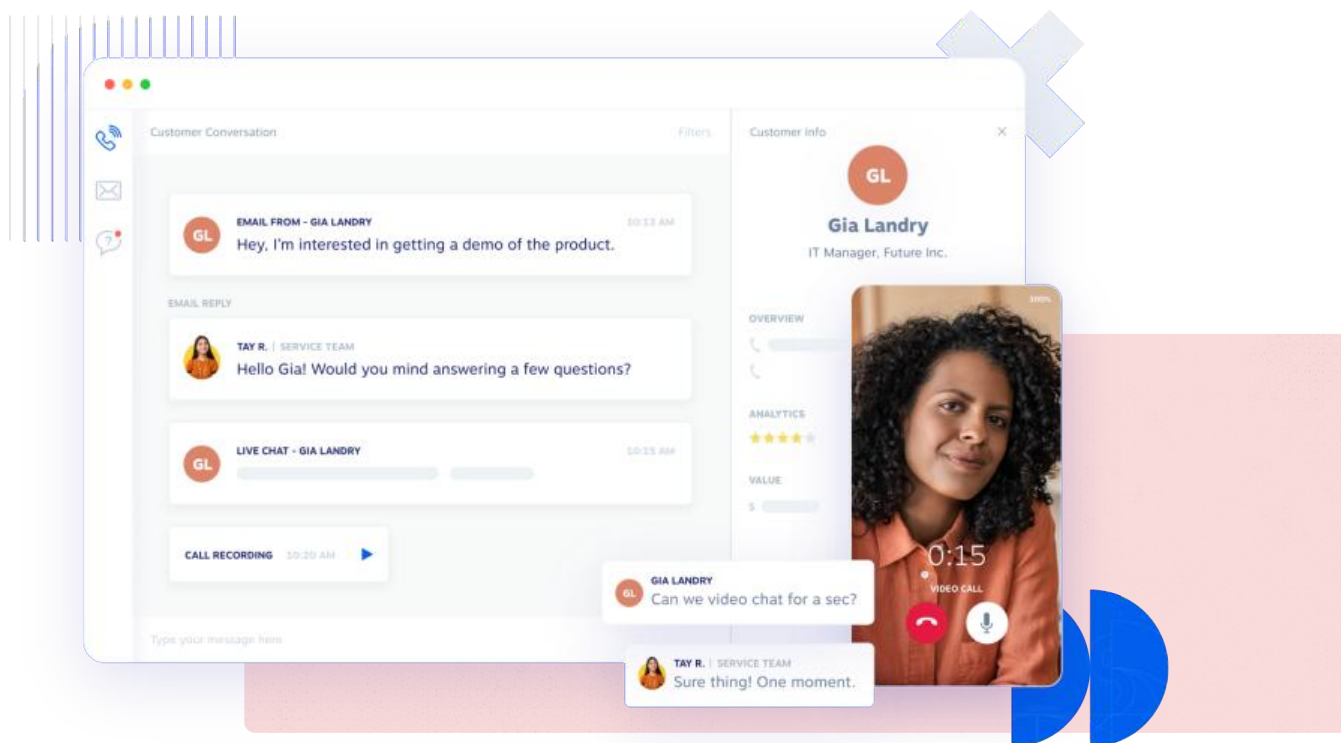 Customer Conversation
Filters
EMAIL FROM - GIA LANDRY
10:13 AM
Hey, I'm interested in getting a demo of the product.
EMAIL REPLY
TAY R. | SERVICE TEAM
Hello Gia! Would you mind answering a few questions?
LIVE CHAT - GIA LANDRY
10:15 AM
CALL RECORDING
10:20 AM
Type your message here
Customer Info
GL
Gia Landry
IT Manager, Future Inc.
OVERVIEW
ANALYTICS
VALUE
$
100%
0:15
VIDEO CALL
GL
GL
GL
GIA LANDRY
Can we video chat for a sec?
TAY R. | SERVICE TEAM
Sure thing! One moment.